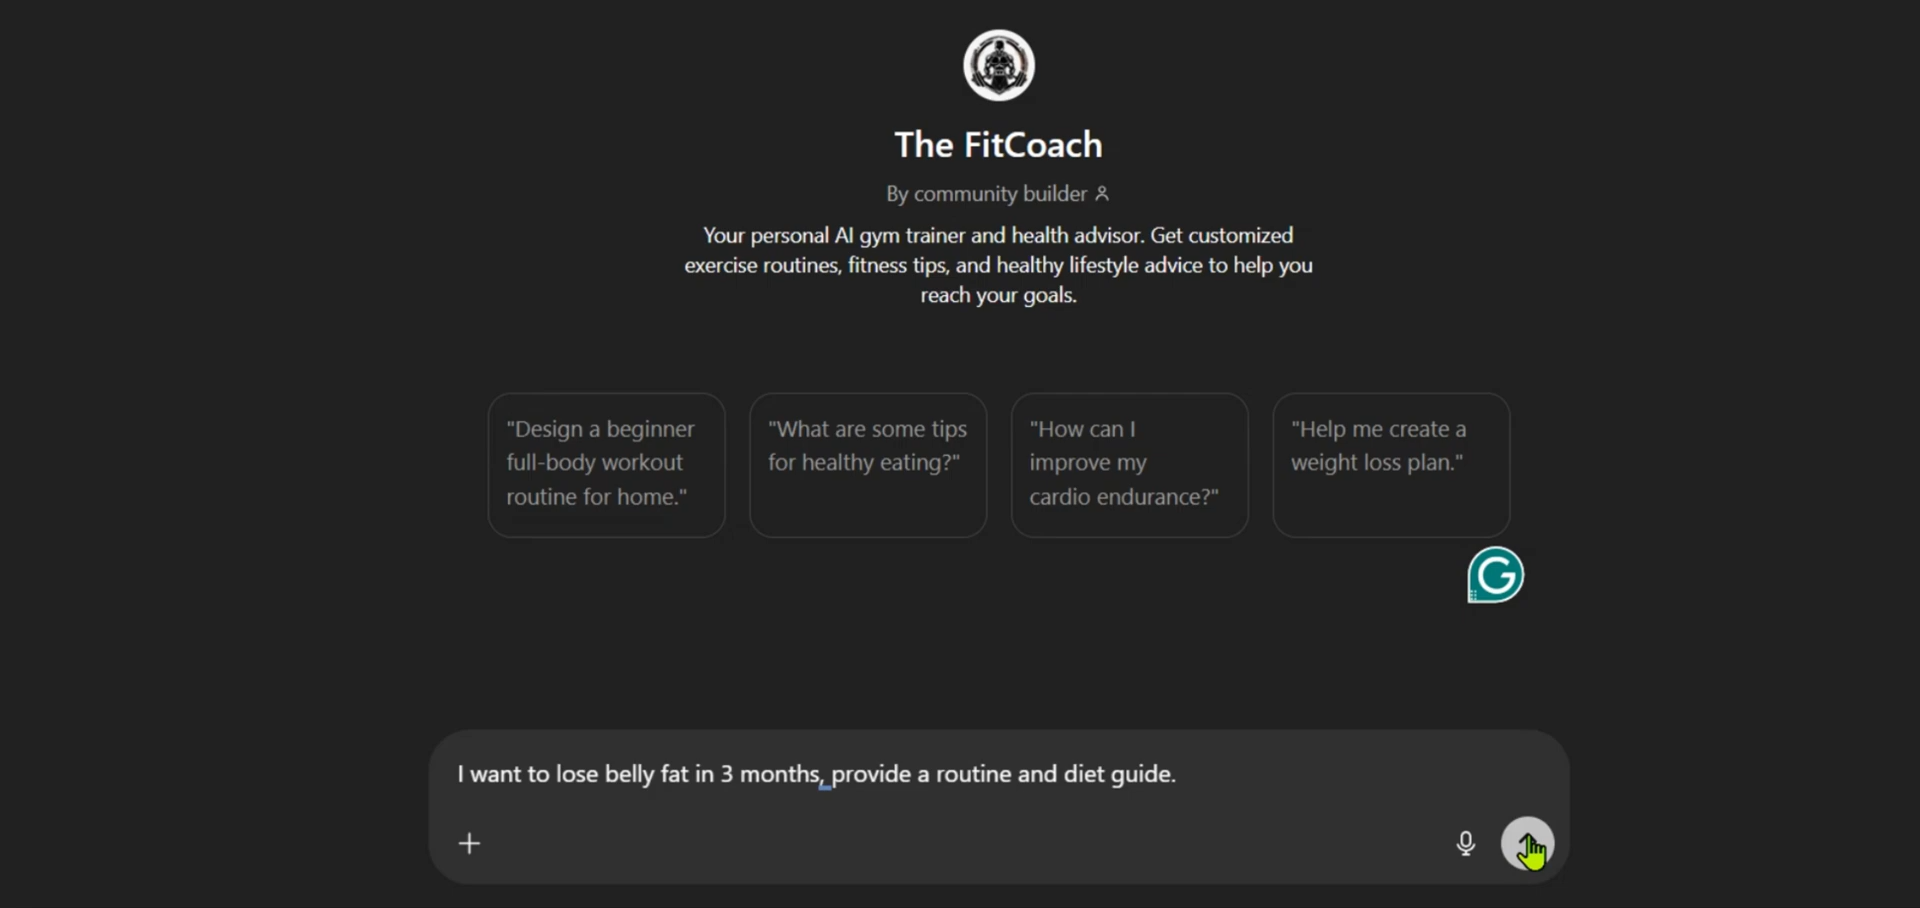 The FitCoach
By community builder
Your personal AI gym trainer and health advisor. Get customized
exercise routines, fitness tips, and healthy lifestyle advice to help you
reach your goals.
"Design a beginner
full-body workout
routine for home."
"What are some tips
for healthy eating?"
"How can I
improve my
cardio endurance?"
"Help me create a
weight loss plan."
G
I want to lose belly fat in 3 months, provide a routine and diet guide.